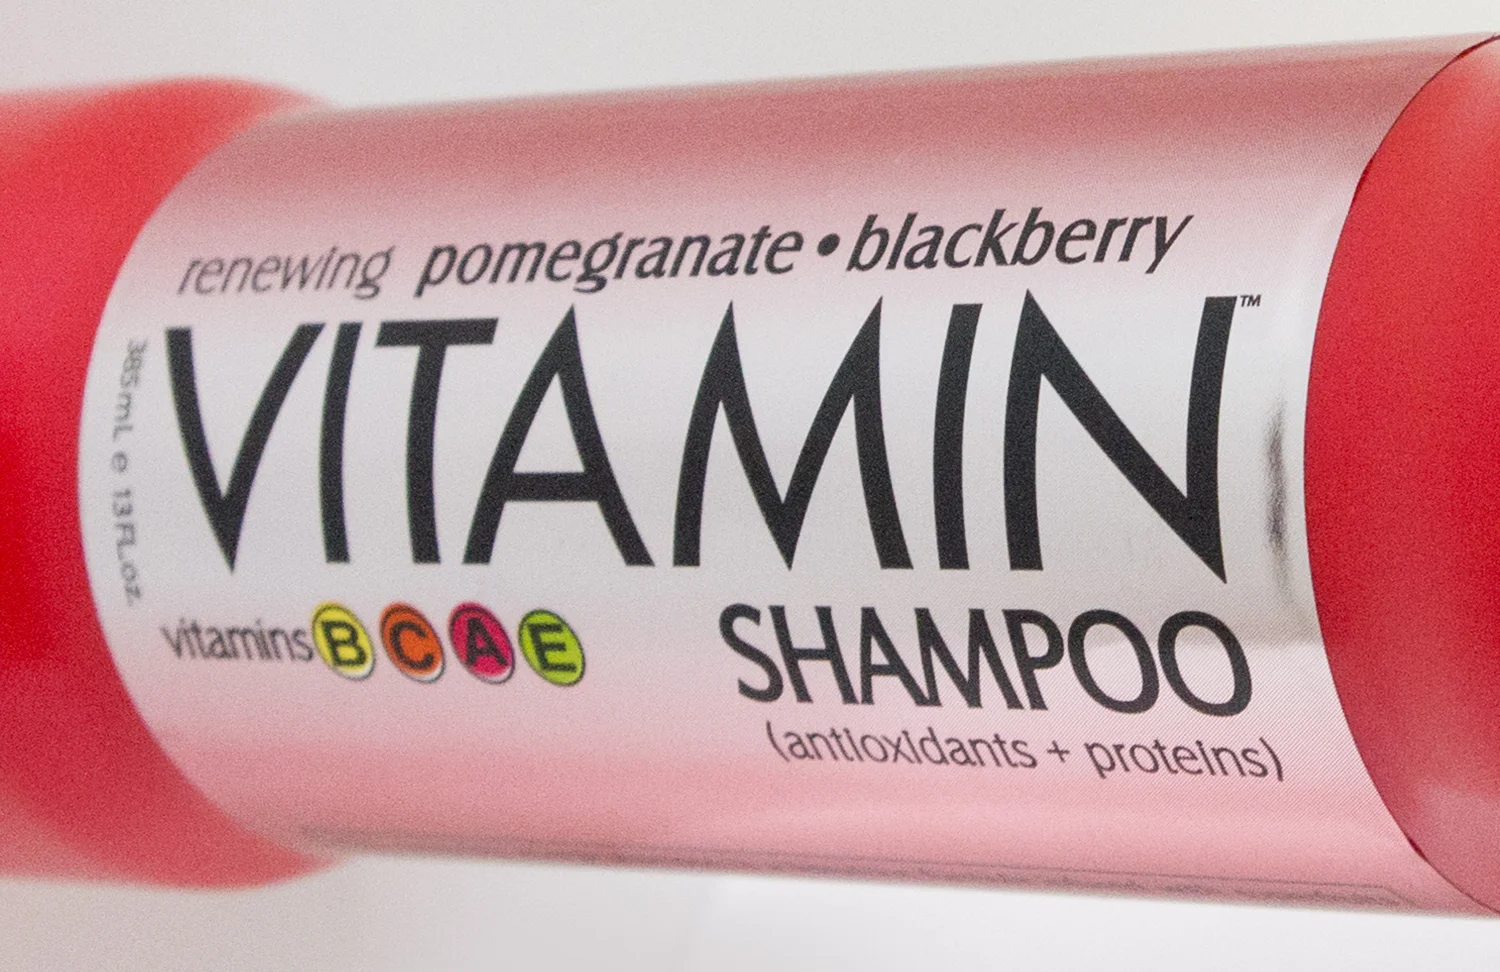 renewing pomegranate • blackberry
VITAMIN™
385mL e 13FL.oz.
vitamins B C A E
SHAMPOO
(antioxidants + proteins)